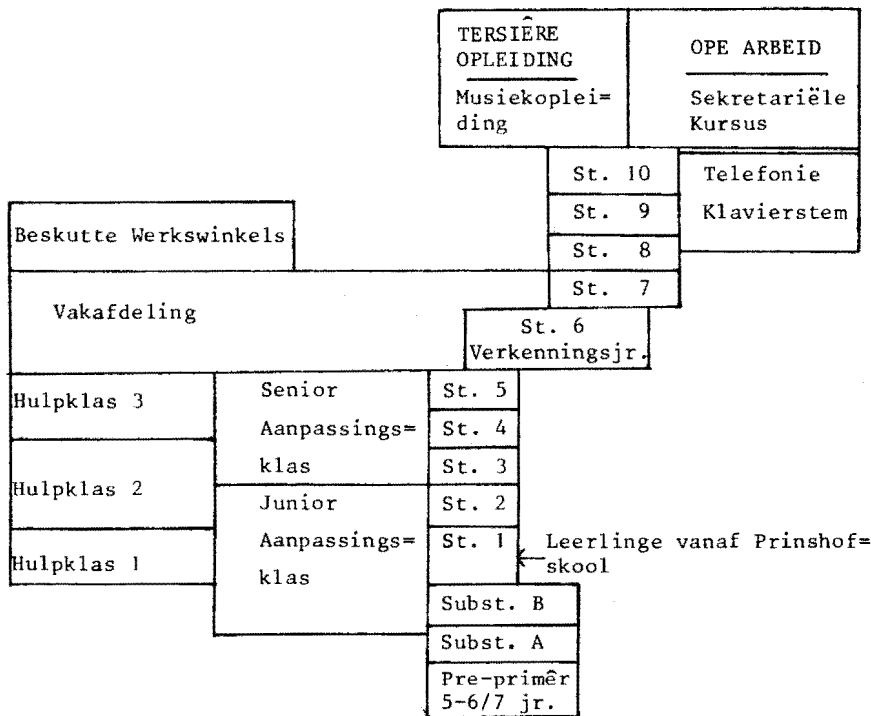 TERSIÊRE
OPLEIDING
Musiekoplei=
ding
OPE ARBEID
Sekretariële
Kursus
St. 10
St. 9
St. 8
St. 7
Telefonie
Klavierstem
Beskutte Werkswinkels
Vakafdeling
St. 6
Verkenningsjr.
Hulpklas 3
Hulpklas 2
Hulpklas 1
Senior
Aanpassings=
klas
Junior
Aanpassings=
klas
St. 5
St. 4
St. 3
St. 2
St. 1
Leerlinge vanaf Prinshof=
skool
Subst. B
Subst. A
Pre-primêr
5-6/7 jr.